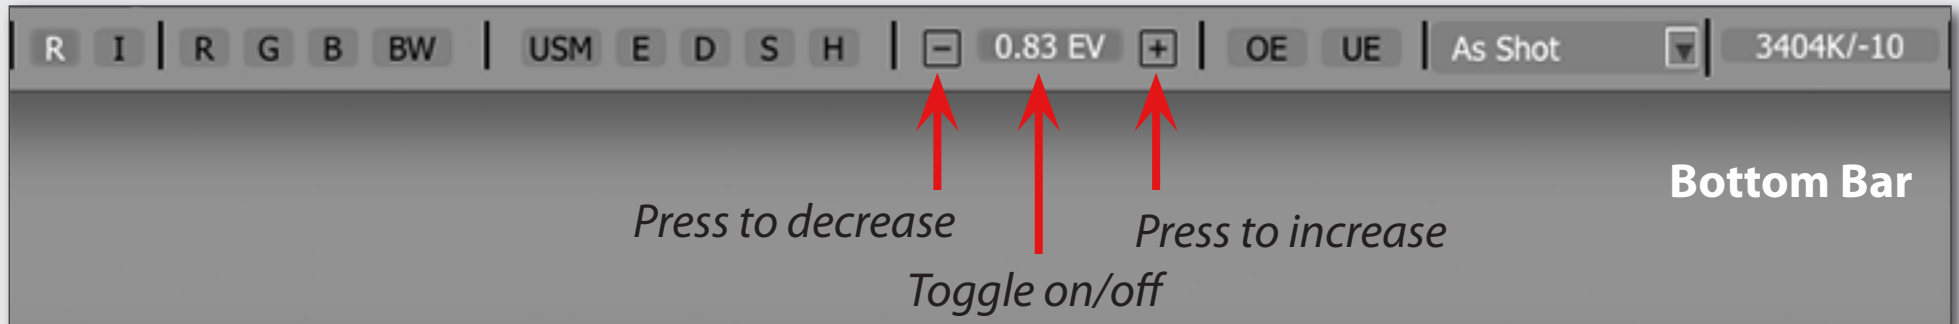 R I R G B BW USM E D S H − 0.83 EV + OE UE As Shot 3404K/-10
Bottom Bar
Press to decrease
Press to increase
Toggle on/off